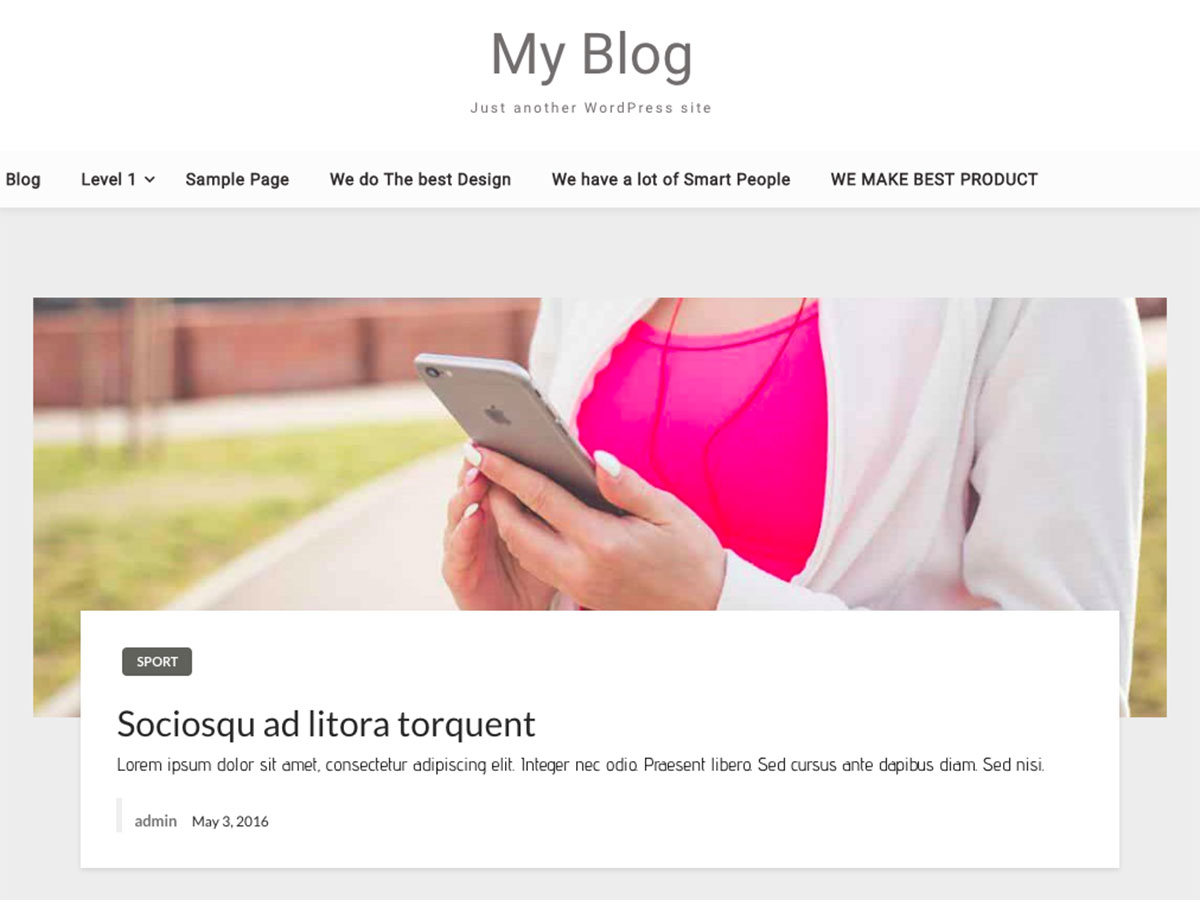 My Blog
Just another WordPress site
Blog Level 1 Sample Page We do The best Design We have a lot of Smart People WE MAKE BEST PRODUCT
SPORT
Sociosqu ad litora torquent
Lorem ipsum dolor sit amet, consectetur adipiscing elit. Integer nec odio. Praesent libero. Sed cursus ante dapibus diam. Sed nisi.
admin May 3, 2016